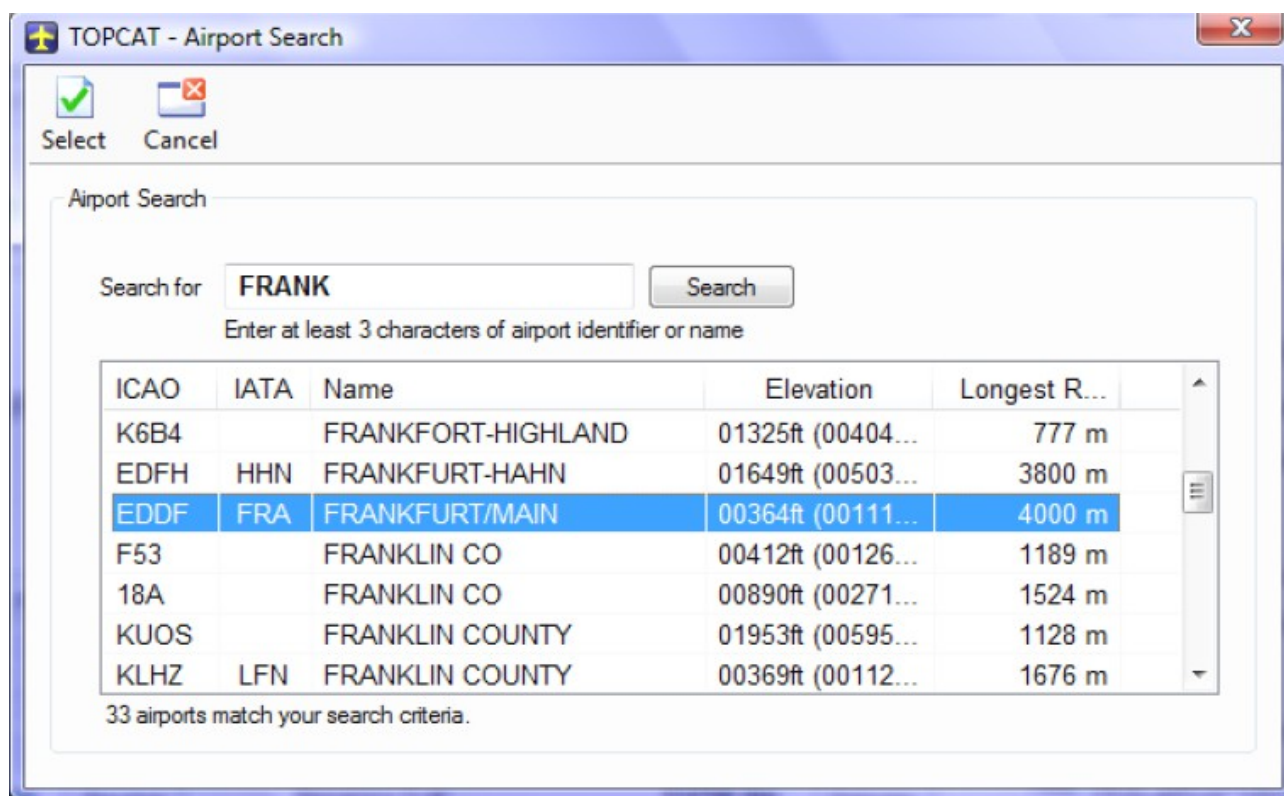 TOPCAT - Airport Search
Select Cancel
Airport Search
Search for FRANK Search
Enter at least 3 characters of airport identifier or name
ICAO IATA Name Elevation Longest R...
K6B4 FRANKFORT-HIGHLAND 01325ft (00404... 777 m
EDFH HHN FRANKFURT-HAHN 01649ft (00503... 3800 m
EDDF FRA FRANKFURT/MAIN 00364ft (00111... 4000 m
F53 FRANKLIN CO 00412ft (00126... 1189 m
18A FRANKLIN CO 00890ft (00271... 1524 m
KUOS FRANKLIN COUNTY 01953ft (00595... 1128 m
KLHZ LFN FRANKLIN COUNTY 00369ft (00112... 1676 m
33 airports match your search criteria.